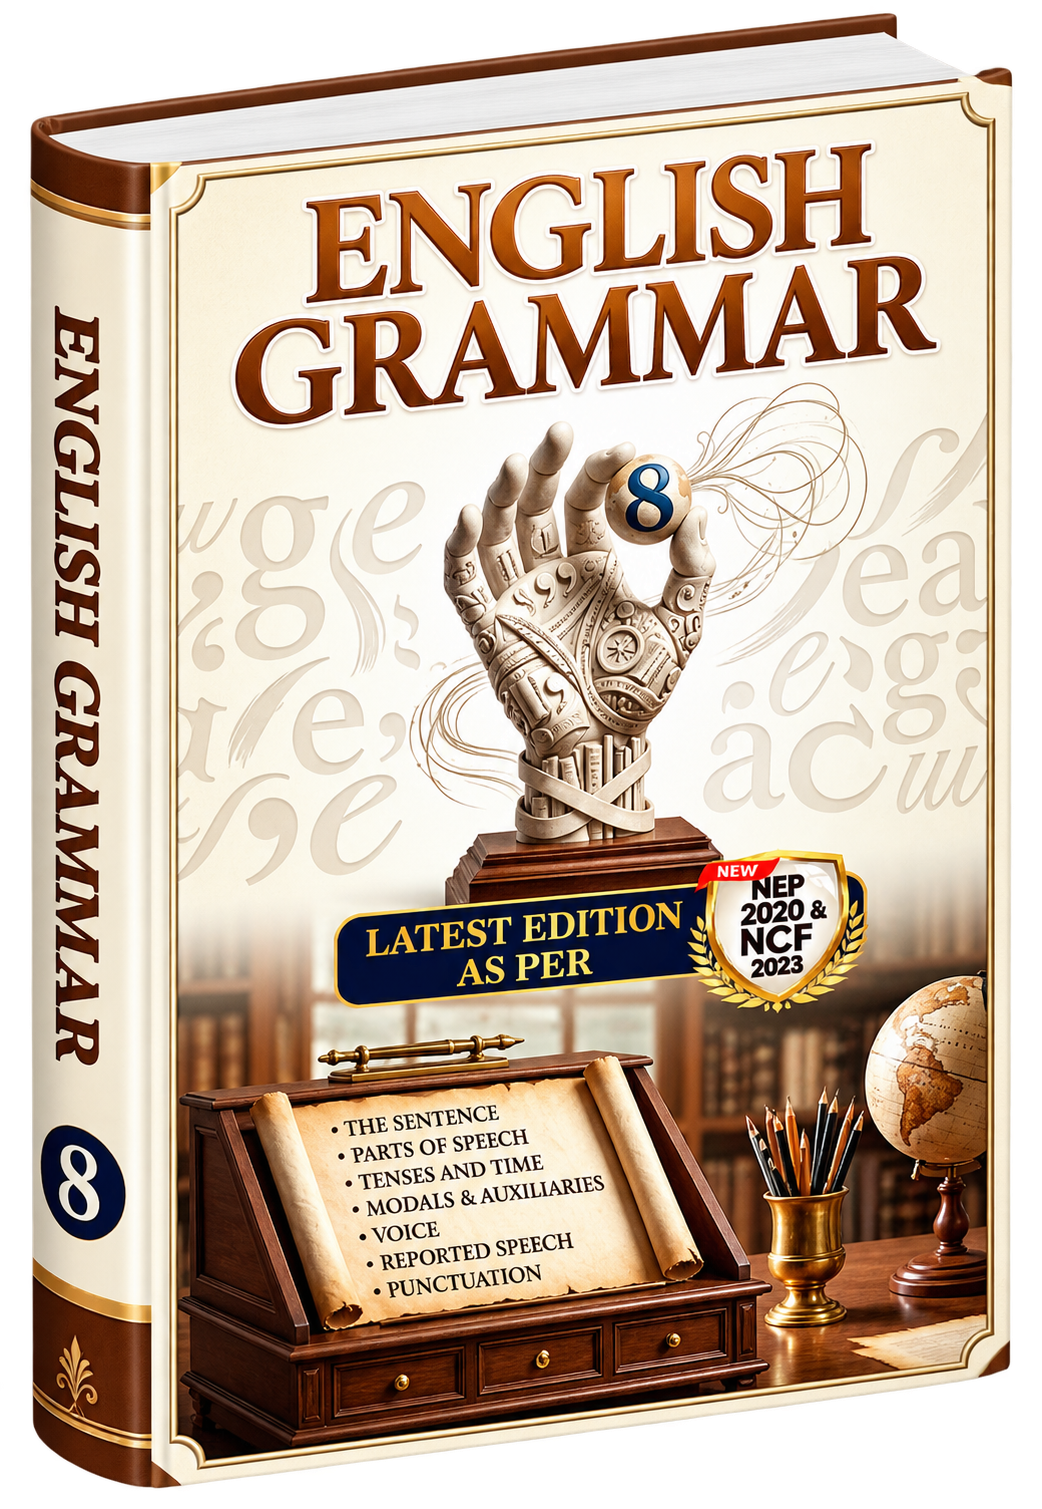 ENGLISH
GRAMMAR
8
LATEST EDITION
AS PER
NEW
NEP
2020 &
NCF
2023
• THE SENTENCE
• PARTS OF SPEECH
• TENSES AND TIME
• MODALS & AUXILIARIES
• VOICE
• REPORTED SPEECH
• PUNCTUATION
ENGLISH GRAMMAR
8